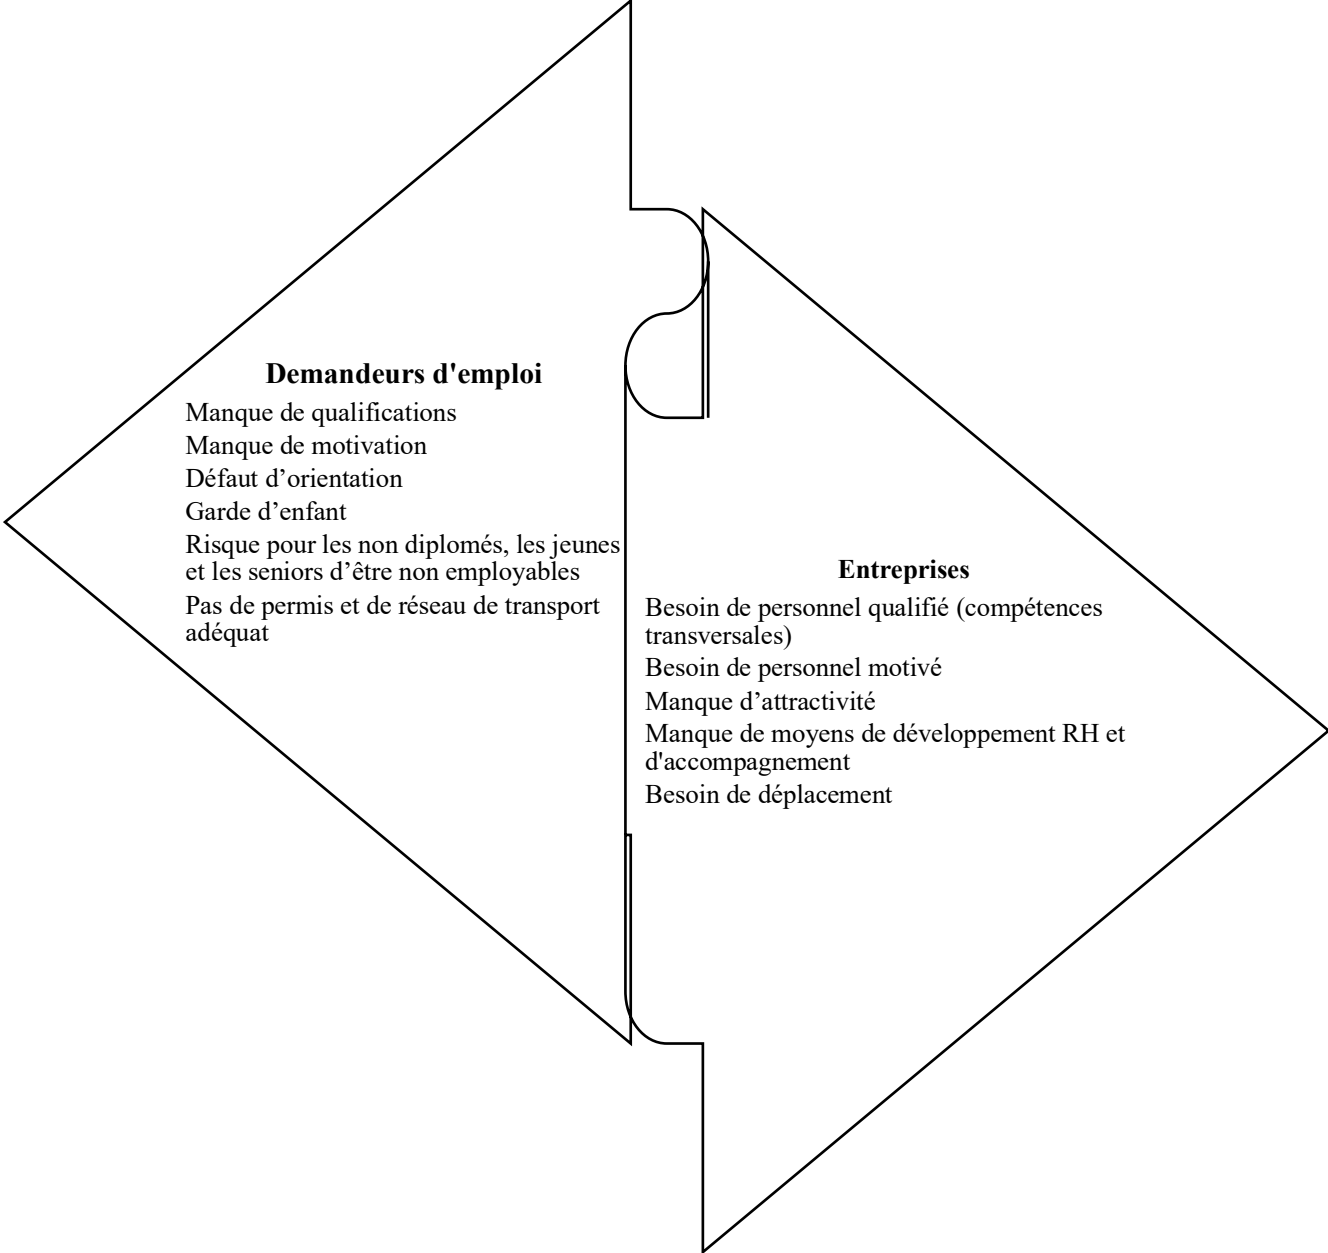 Demandeurs d'emploi
Manque de qualifications
Manque de motivation
Défaut d’orientation
Garde d’enfant
Risque pour les non diplomés, les jeunes
et les seniors d’être non employables
Pas de permis et de réseau de transport
adéquat
Entreprises
Besoin de personnel qualifié (compétences
transversales)
Besoin de personnel motivé
Manque d’attractivité
Manque de moyens de développement RH et
d'accompagnement
Besoin de déplacement